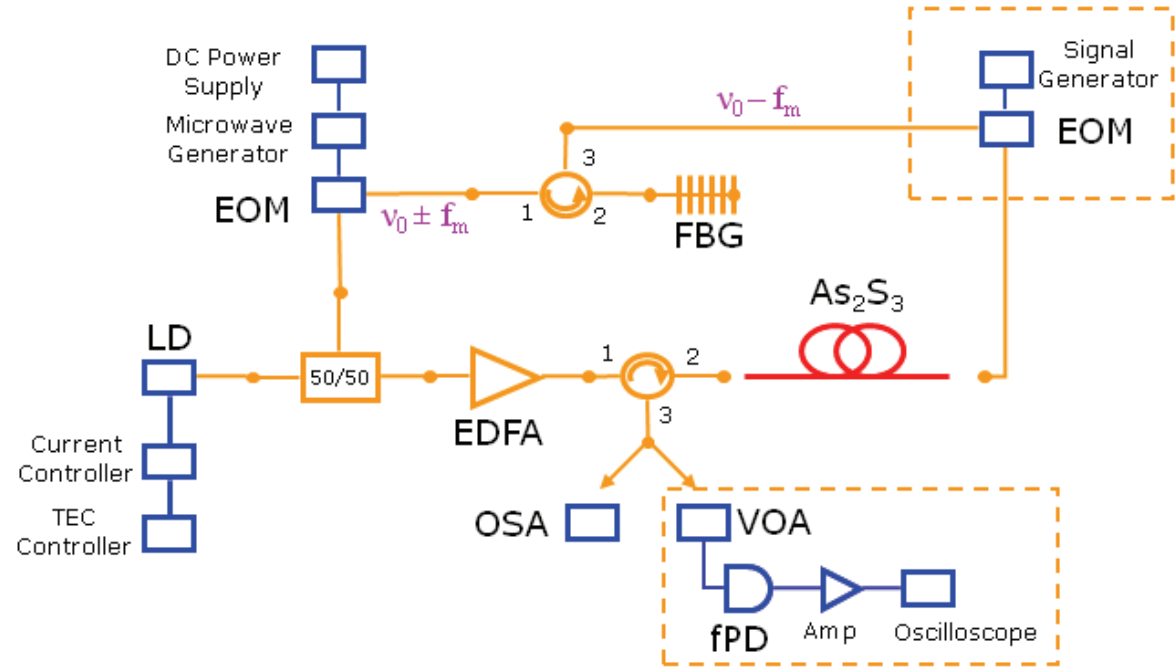 DC Power
Supply
Microwave
Generator
EOM
ν₀ ± fₘ
1
2
3
FBG
ν₀ – fₘ
Signal
Generator
EOM
As₂S₃
LD
50/50
EDFA
1
2
3
Current
Controller
TEC
Controller
OSA
VOA
fPD
Amp
Oscilloscope